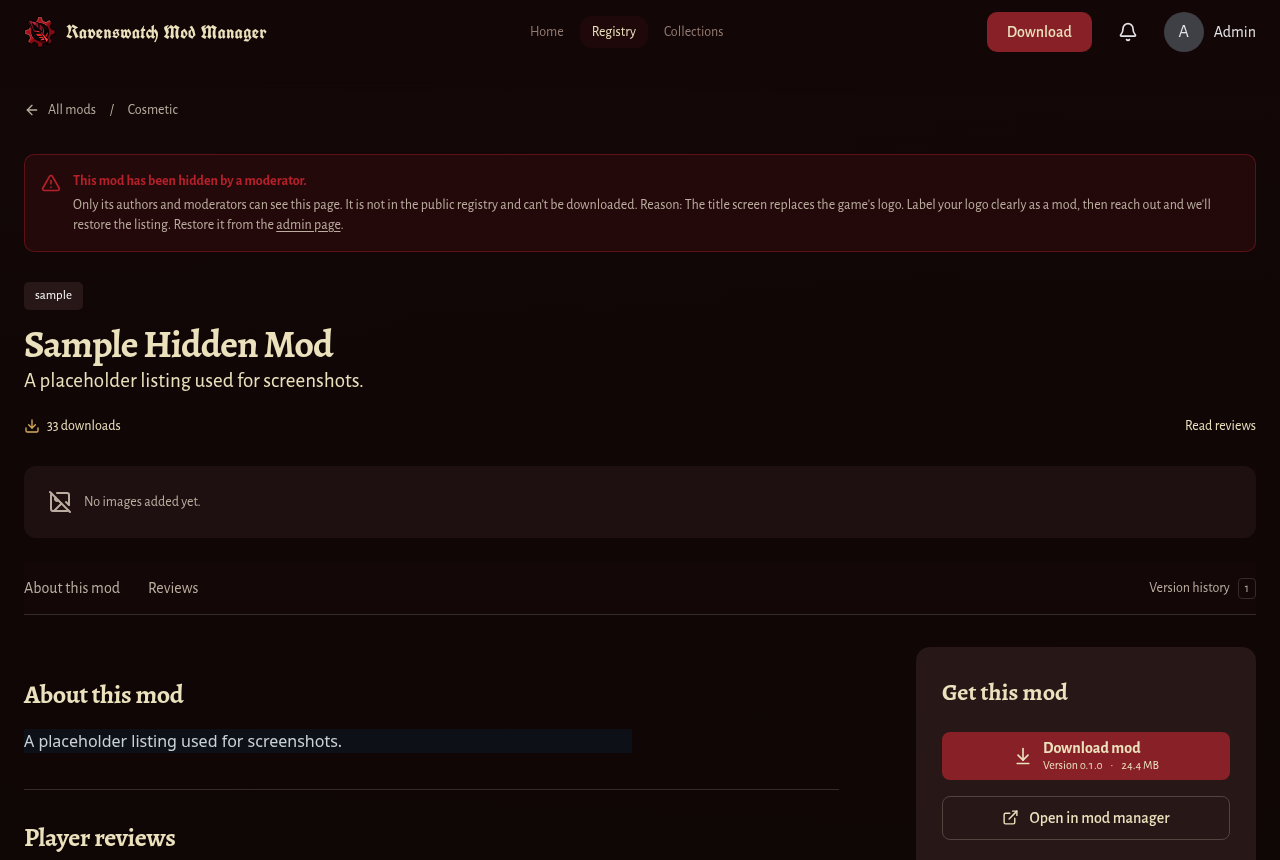 Ravenswatch Mod Manager
Home
Registry
Collections
Download
A
Admin
All mods / Cosmetic
This mod has been hidden by a moderator.
Only its authors and moderators can see this page. It is not in the public registry and can't be downloaded. Reason: The title screen replaces the game's logo. Label your logo clearly as a mod, then reach out and we'll
restore the listing. Restore it from the admin page.
sample
Sample Hidden Mod
A placeholder listing used for screenshots.
33 downloads
Read reviews
No images added yet.
About this mod
Reviews
Version history 1
About this mod
A placeholder listing used for screenshots.
Player reviews
Get this mod
Download mod
Version 0.1.0 · 24.4 MB
Open in mod manager